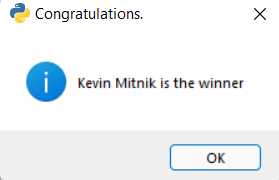 Congratulations.
Kevin Mitnik is the winner
OK